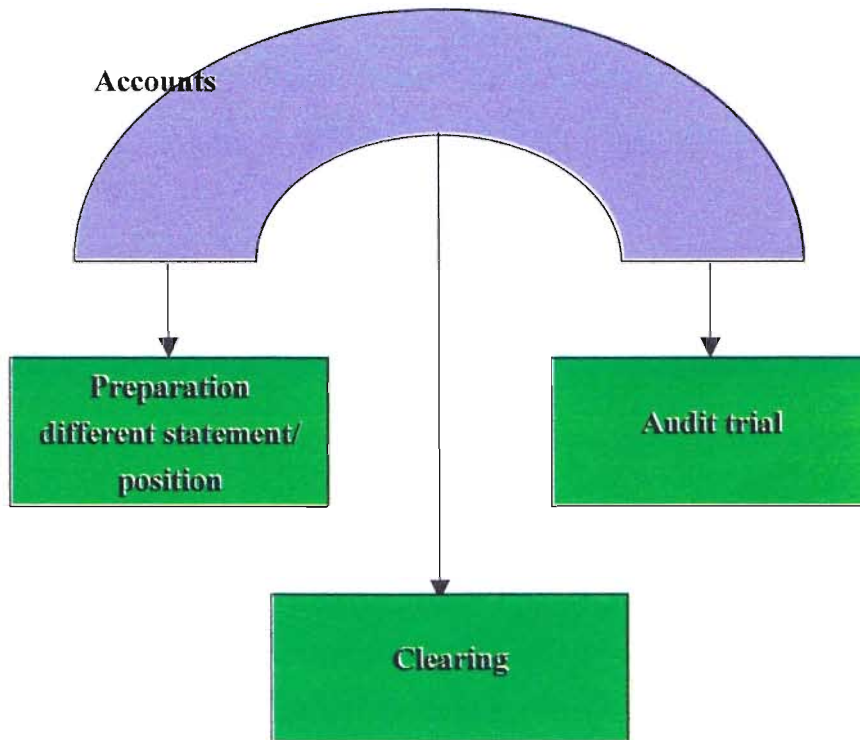 Accounts
Preparation
different statement/
position
Audit trial
Clearing